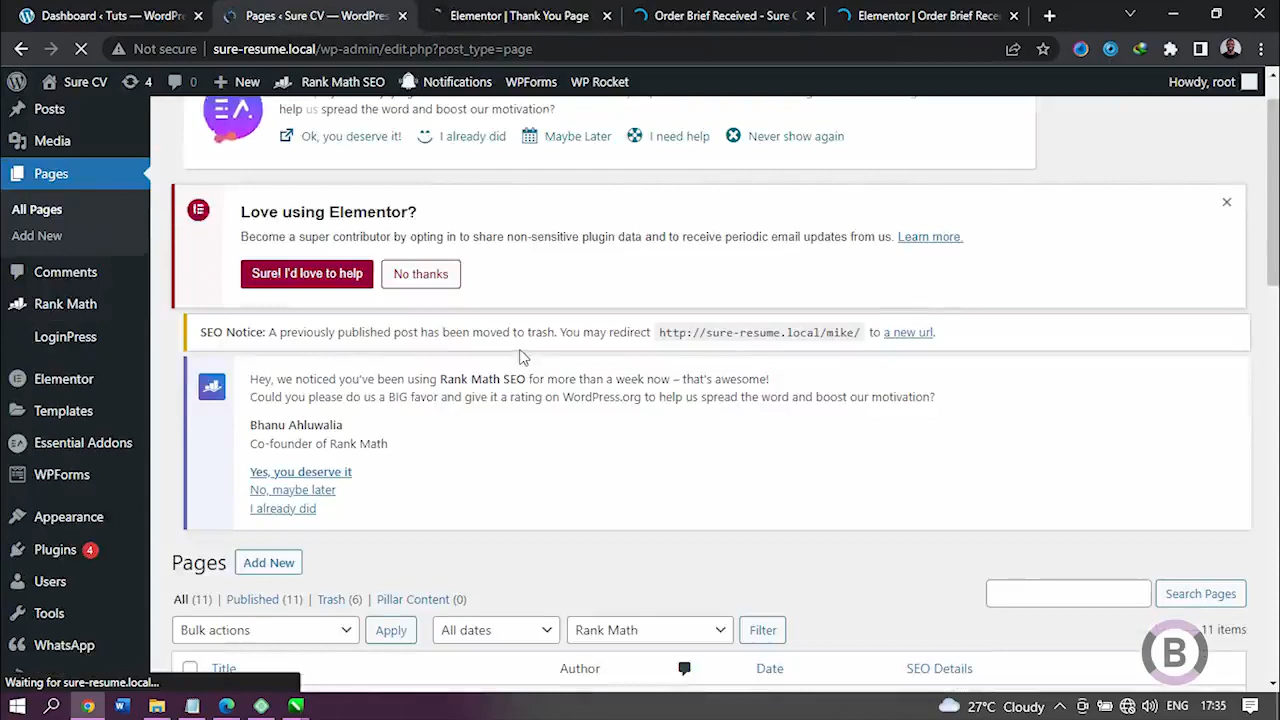 Dashboard ‹ Tuts — WordPr
Pages ‹ Sure CV — WordPres
Elementor | Thank You Page
Order Brief Received - Sure C
Elementor | Order Brief Rece
Not secure
sure-resume.local/wp-admin/edit.php?post_type=page
Sure CV
4
0
New
Rank Math SEO
Notifications
WPForms
WP Rocket
Howdy, root
Posts
Media
Pages
All Pages
Add New
Comments
Rank Math
LoginPress
Elementor
Templates
Essential Addons
WPForms
Appearance
Plugins 4
Users
Tools
WhatsApp
EA
help us spread the word and boost our motivation?
Ok, you deserve it!
I already did
Maybe Later
I need help
Never show again
Love using Elementor?
Become a super contributor by opting in to share non-sensitive plugin data and to receive periodic email updates from us. Learn more.
Sure! I'd love to help
No thanks
SEO Notice: A previously published post has been moved to trash. You may redirect http://sure-resume.local/mike/ to a new url.
Hey, we noticed you've been using Rank Math SEO for more than a week now – that's awesome!
Could you please do us a BIG favor and give it a rating on WordPress.org to help us spread the word and boost our motivation?
Bhanu Ahluwalia
Co-founder of Rank Math
Yes, you deserve it
No, maybe later
I already did
Pages
Add New
All (11) | Published (11) | Trash (6) | Pillar Content (0)
Search Pages
Bulk actions
Apply
All dates
Rank Math
Filter
11 items
Title
Author
Date
SEO Details
B
Waiting for sure-resume.local...
27°C Cloudy
ENG
17:35